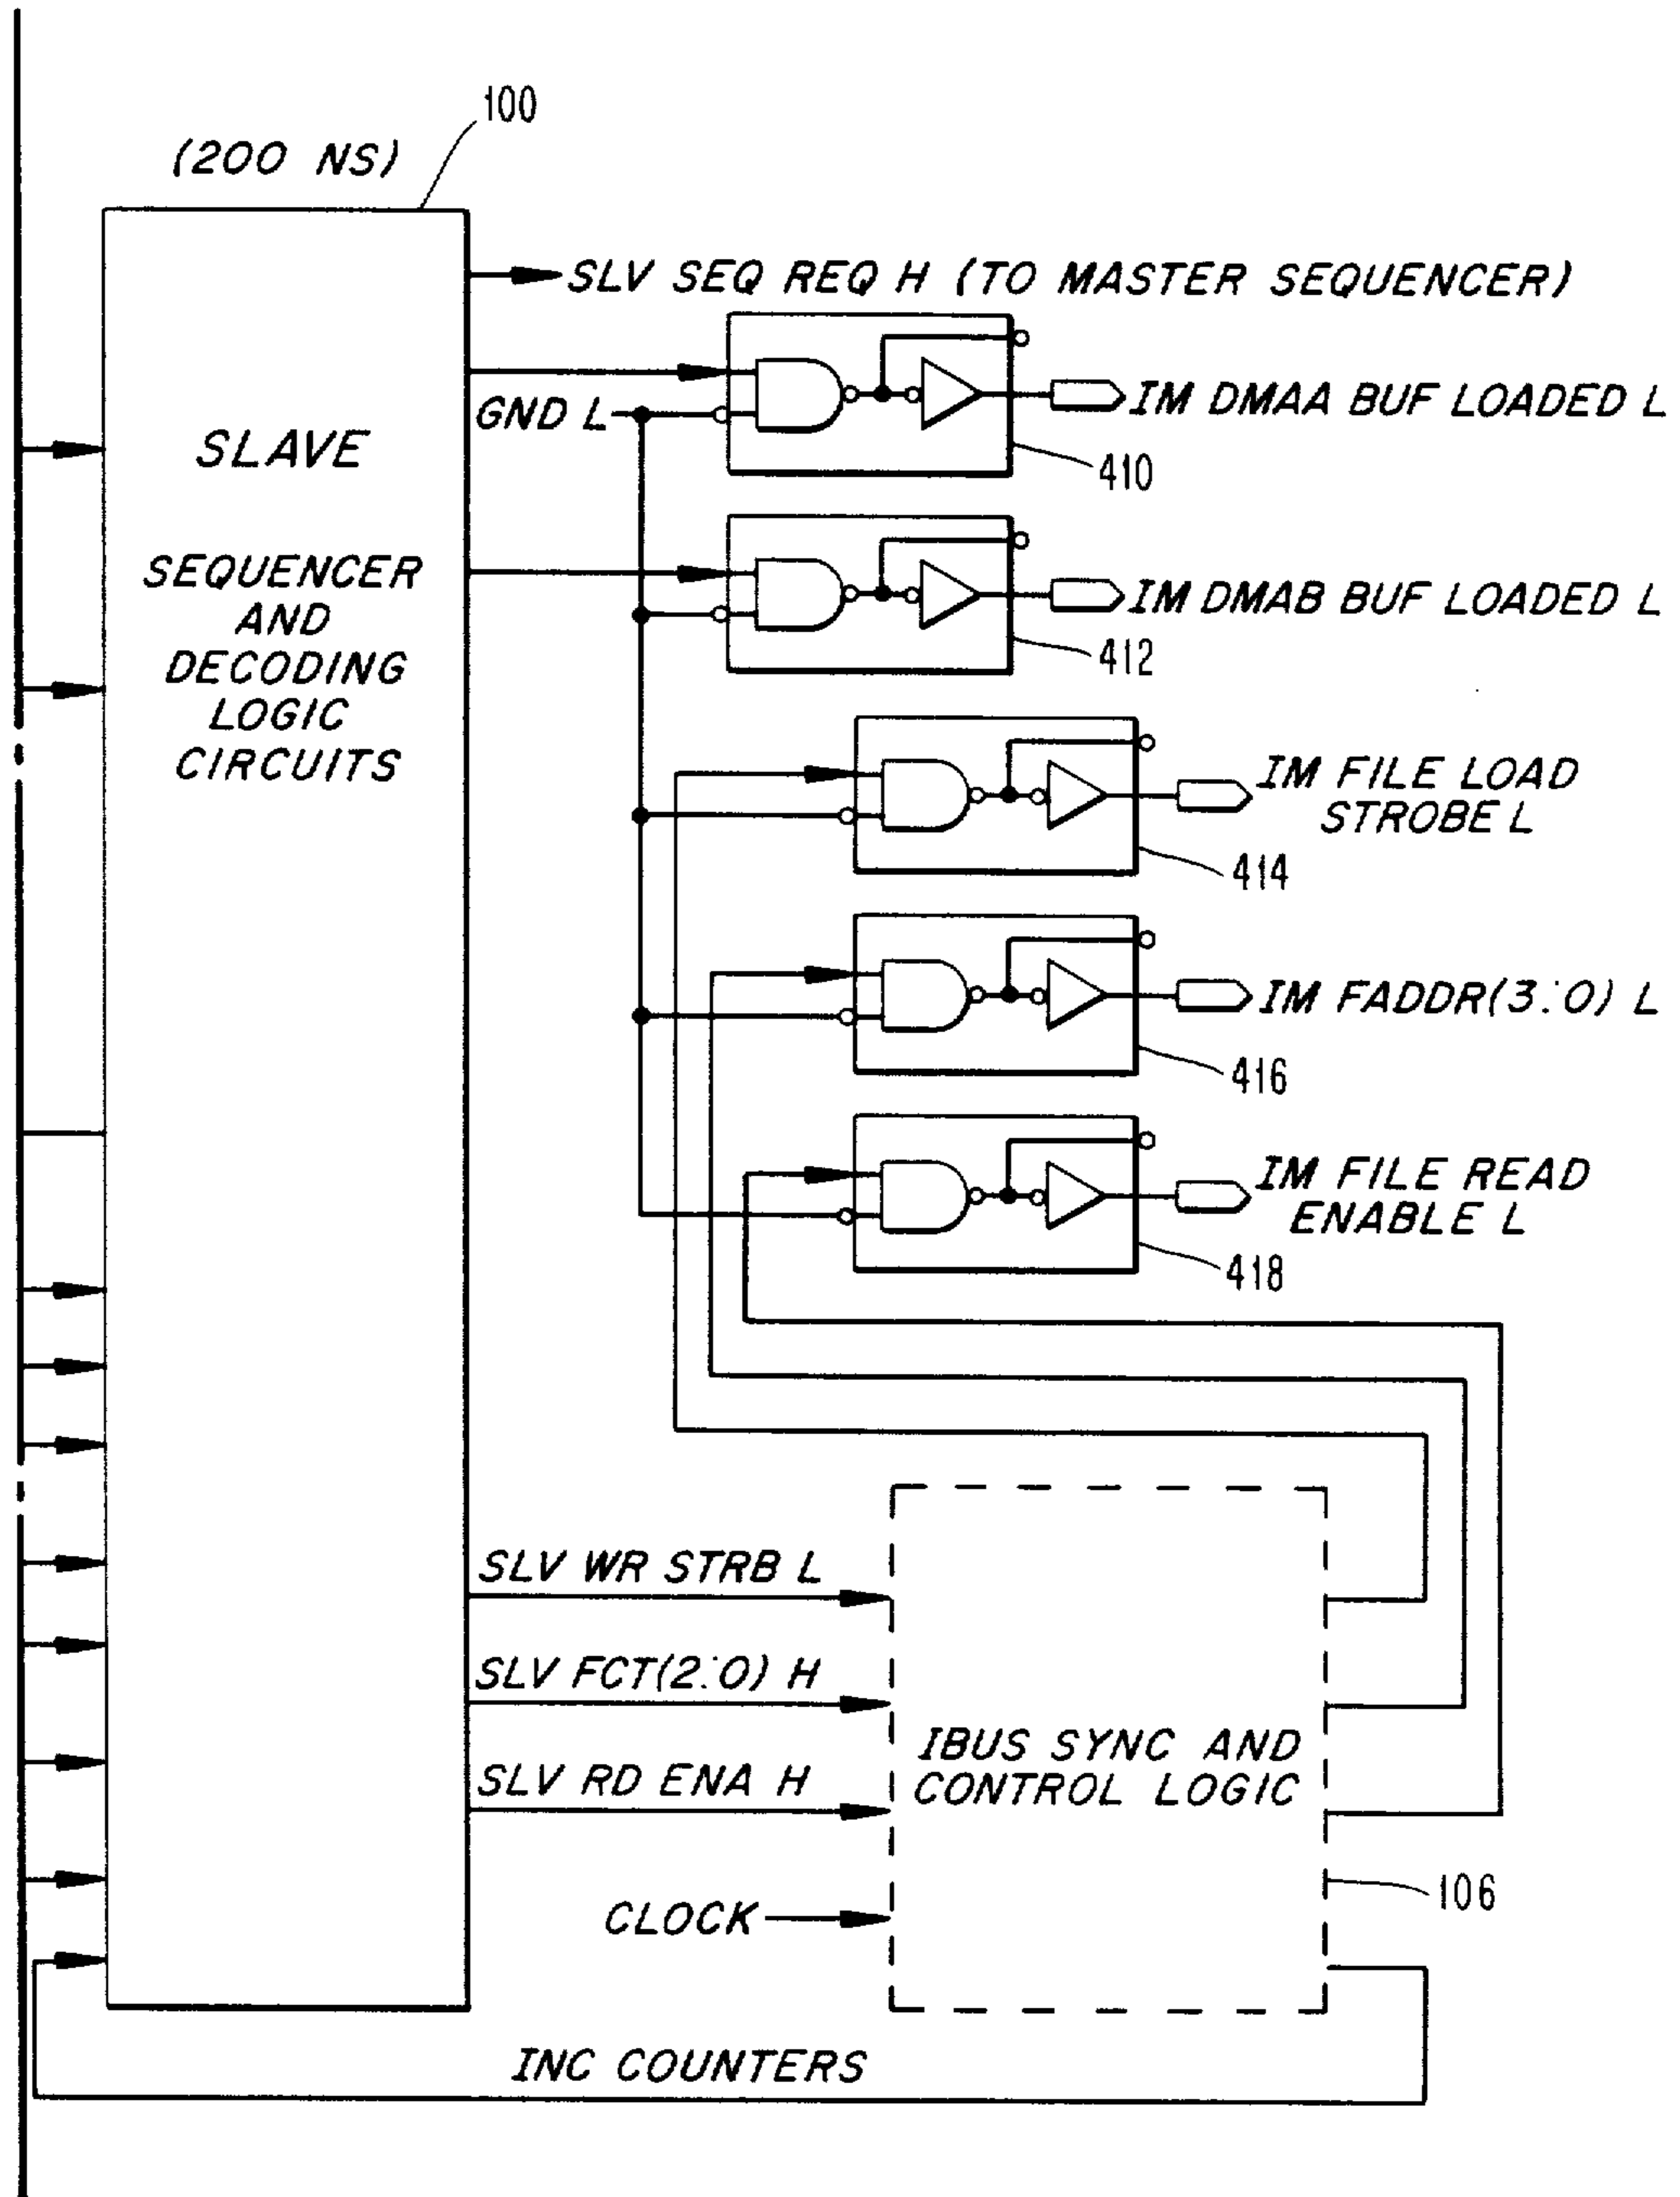 100
(200 NS)
SLV SEQ REQ H (TO MASTER SEQUENCER)
GND L
IM DMAA BUF LOADED L
410
SLAVE
SEQUENCER
AND
DECODING
LOGIC
CIRCUITS
IM DMAB BUF LOADED L
412
IM FILE LOAD
STROBE L
414
IM FADDR(3:0) L
416
IM FILE READ
ENABLE L
418
SLV WR STRB L
SLV FCT(2:0) H
SLV RD ENA H
IBUS SYNC AND
CONTROL LOGIC
CLOCK
106
INC COUNTERS